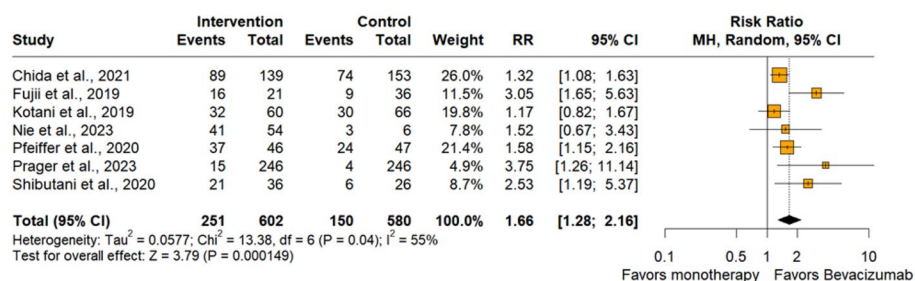 Intervention Control Risk Ratio
Study Events Total Events Total Weight RR 95% CI MH, Random, 95% CI
Chida et al., 2021 89 139 74 153 26.0% 1.32 [1.08; 1.63]
Fujii et al., 2019 16 21 9 36 11.5% 3.05 [1.65; 5.63]
Kotani et al., 2019 32 60 30 66 19.8% 1.17 [0.82; 1.67]
Nie et al., 2023 41 54 3 6 7.8% 1.52 [0.67; 3.43]
Pfeiffer et al., 2020 37 46 24 47 21.4% 1.58 [1.15; 2.16]
Prager et al., 2023 15 246 4 246 4.9% 3.75 [1.26; 11.14]
Shibutani et al., 2020 21 36 6 26 8.7% 2.53 [1.19; 5.37]
Total (95% CI) 251 602 150 580 100.0% 1.66 [1.28; 2.16]
Heterogeneity: Tau² = 0.0577; Chi² = 13.38, df = 6 (P = 0.04); I² = 55%
Test for overall effect: Z = 3.79 (P = 0.000149)
0.1 1 2 10
Favors monotherapy Favors Bevacizumab